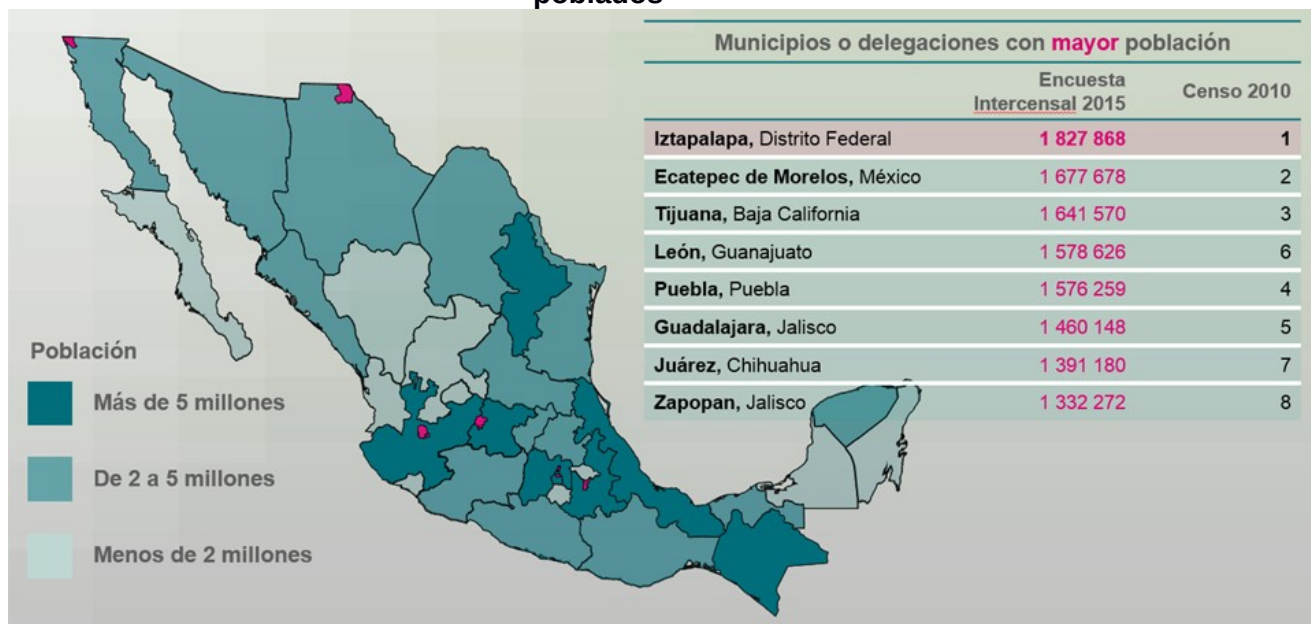 poblados
Municipios o delegaciones con mayor población
Encuesta Intercensal 2015 Censo 2010
Iztapalapa, Distrito Federal 1 827 868 1
Ecatepec de Morelos, México 1 677 678 2
Tijuana, Baja California 1 641 570 3
León, Guanajuato 1 578 626 6
Puebla, Puebla 1 576 259 4
Guadalajara, Jalisco 1 460 148 5
Juárez, Chihuahua 1 391 180 7
Zapopan, Jalisco 1 332 272 8
Población
Más de 5 millones
De 2 a 5 millones
Menos de 2 millones